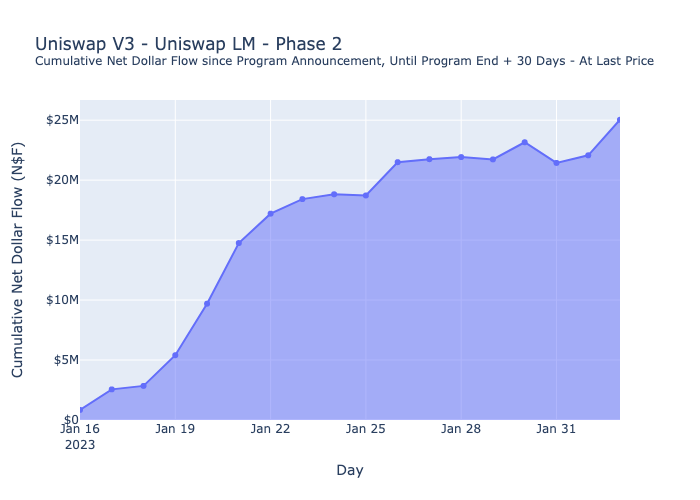 Uniswap V3 - Uniswap LM - Phase 2
Cumulative Net Dollar Flow since Program Announcement, Until Program End + 30 Days - At Last Price
Cumulative Net Dollar Flow (N$F)
$25M
$20M
$15M
$10M
$5M
$0
Jan 16
2023
Jan 19
Jan 22
Jan 25
Jan 28
Jan 31
Day